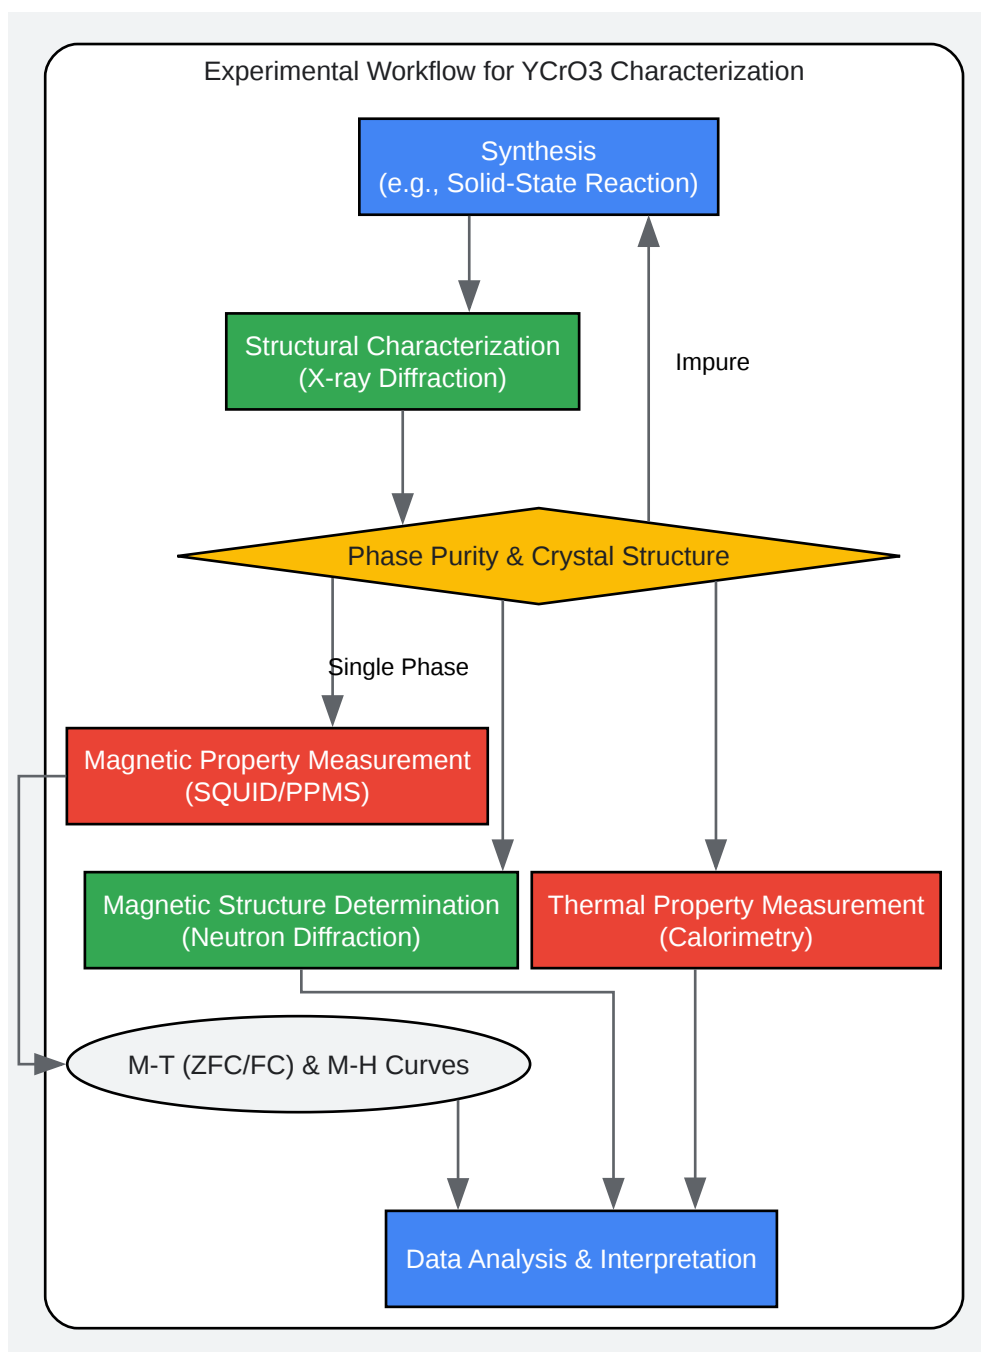 Experimental Workflow for YCrO3 Characterization
Synthesis
(e.g., Solid-State Reaction)
Structural Characterization
(X-ray Diffraction)
Impure
Phase Purity & Crystal Structure
Single Phase
Magnetic Property Measurement
(SQUID/PPMS)
Magnetic Structure Determination
(Neutron Diffraction)
Thermal Property Measurement
(Calorimetry)
M-T (ZFC/FC) & M-H Curves
Data Analysis & Interpretation